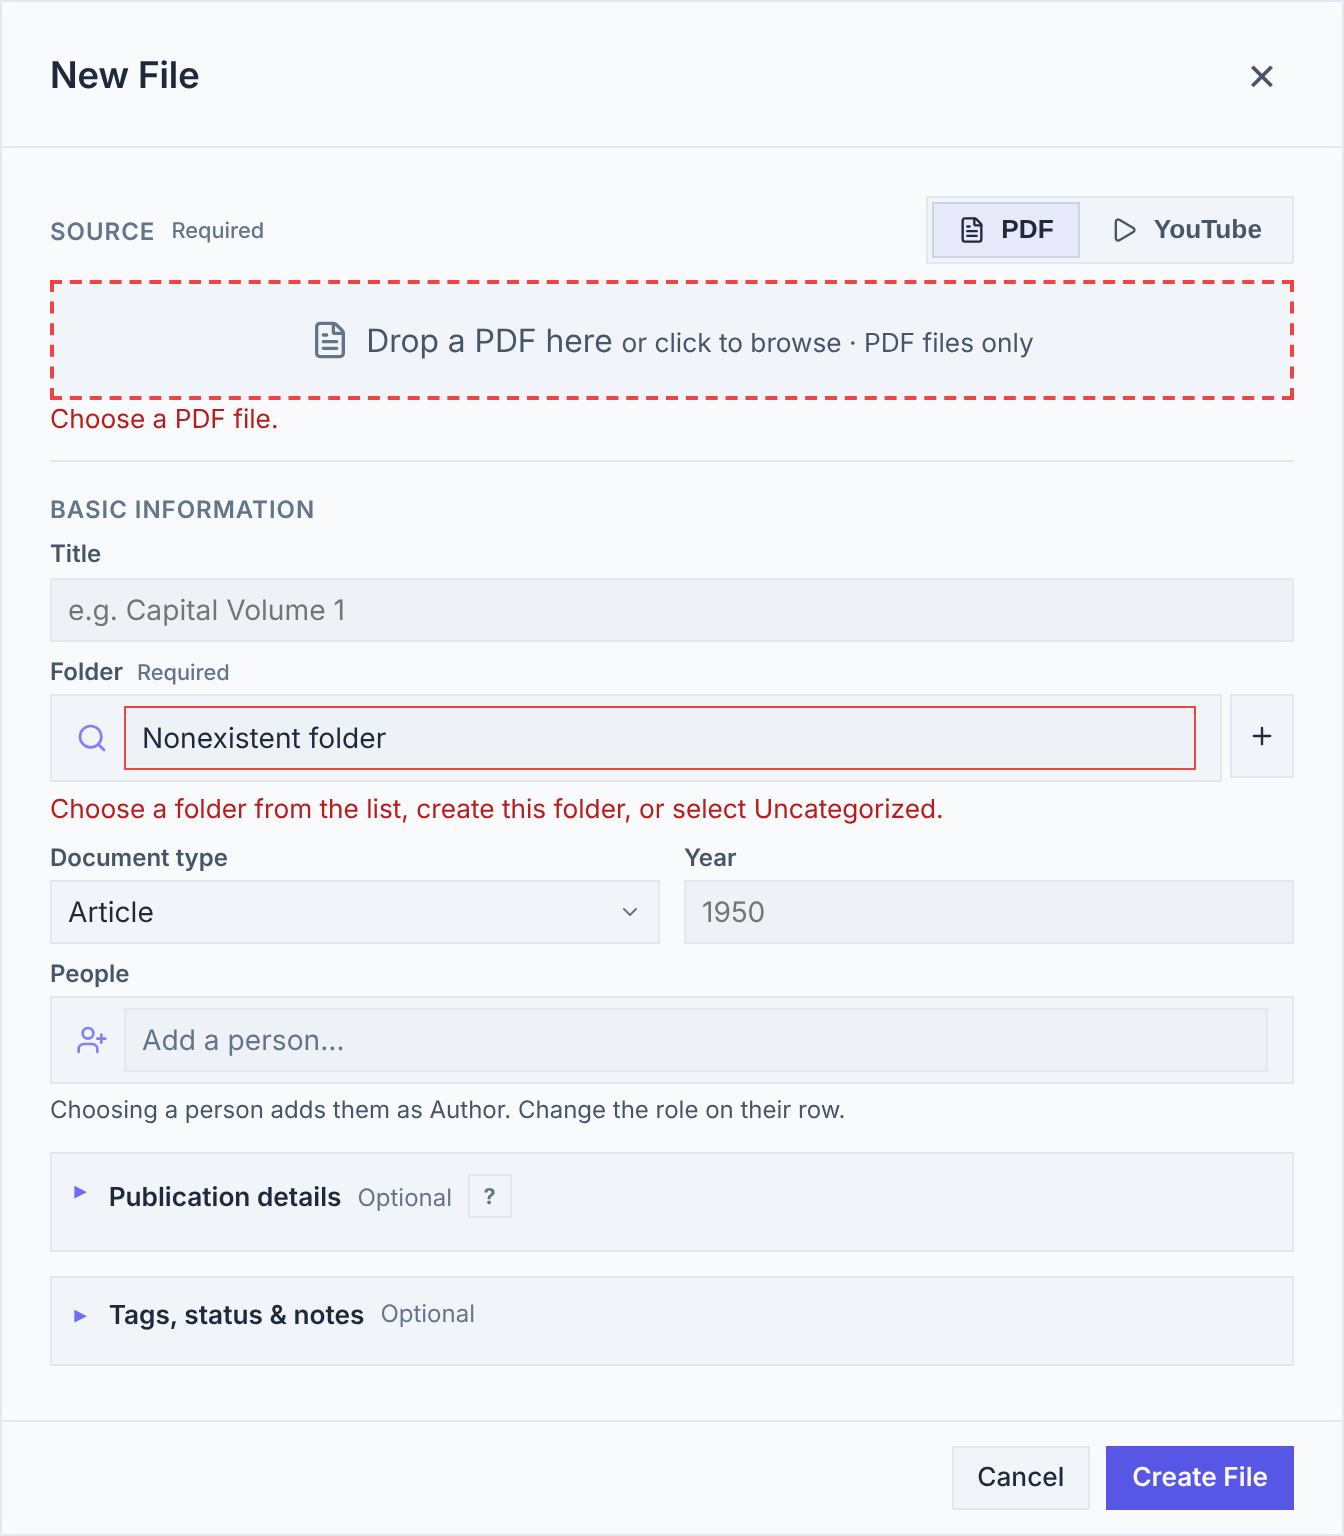 New File
SOURCE Required
PDF
YouTube
Drop a PDF here or click to browse · PDF files only
Choose a PDF file.
BASIC INFORMATION
Title
e.g. Capital Volume 1
Folder Required
Nonexistent folder
+
Choose a folder from the list, create this folder, or select Uncategorized.
Document type
Year
Article
1950
People
Add a person...
Choosing a person adds them as Author. Change the role on their row.
Publication details Optional ?
Tags, status & notes Optional
Cancel
Create File